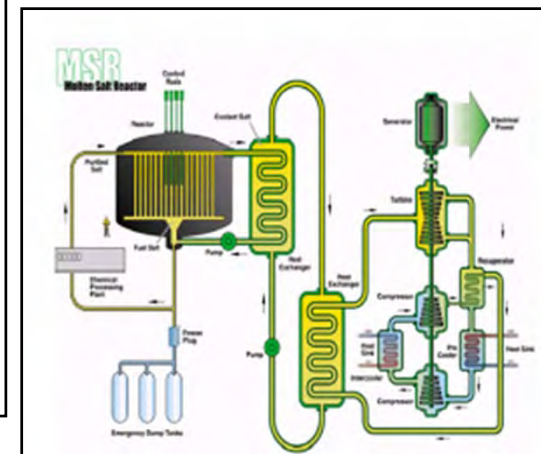 MSR
Molten Salt Reactor
Control
Rods
Reactor
Coolant Salt
Purified
Salt
Fuel Salt
Pump
Chemical
Processing
Plant
Freeze
Plug
Emergency Dump Tanks
Heat
Exchanger
Pump
Heat
Exchanger
Generator
Electrical
Power
Turbine
Recuperator
Compressor
Heat
Sink
Pre
Cooler
Heat Sink
Intercooler
Compressor